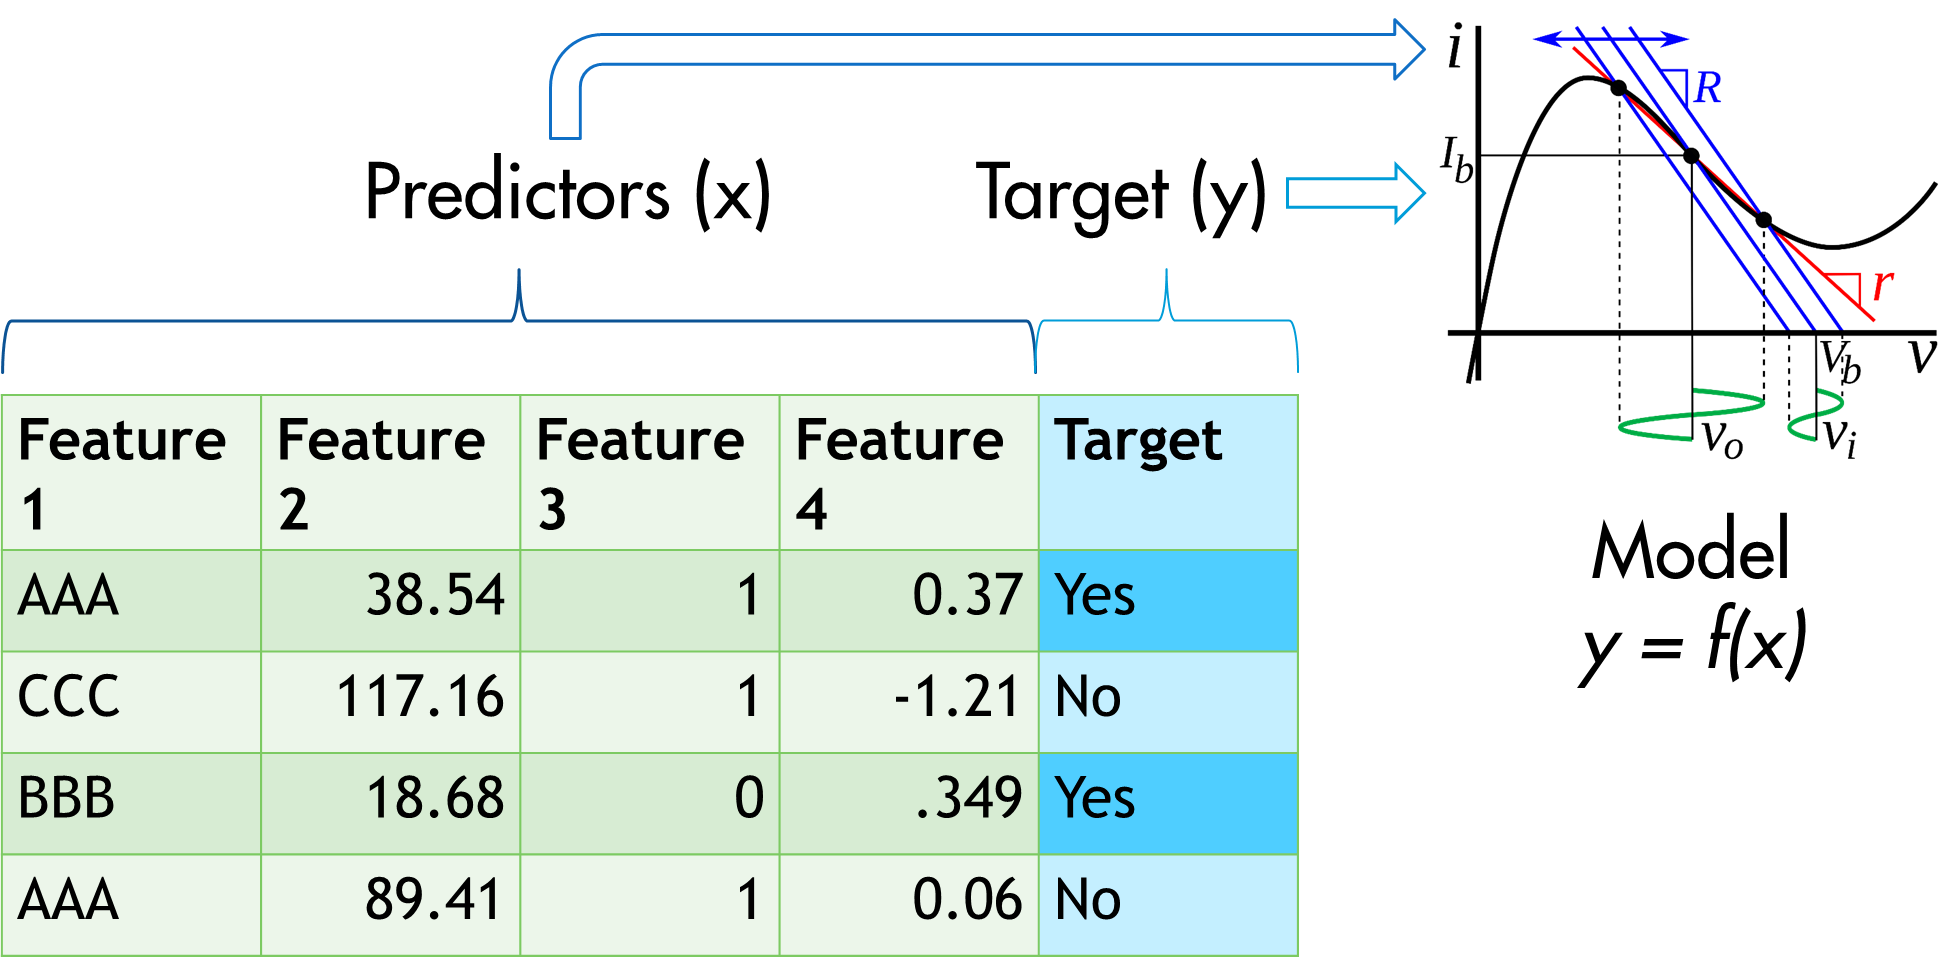 Predictors (x)
Target (y)
i
R
I_b
r
v
V_b
v_o
v_i
Model
y = f(x)
Feature 1
Feature 2
Feature 3
Feature 4
Target
AAA 38.54 1 0.37 Yes
CCC 117.16 1 -1.21 No
BBB 18.68 0 .349 Yes
AAA 89.41 1 0.06 No